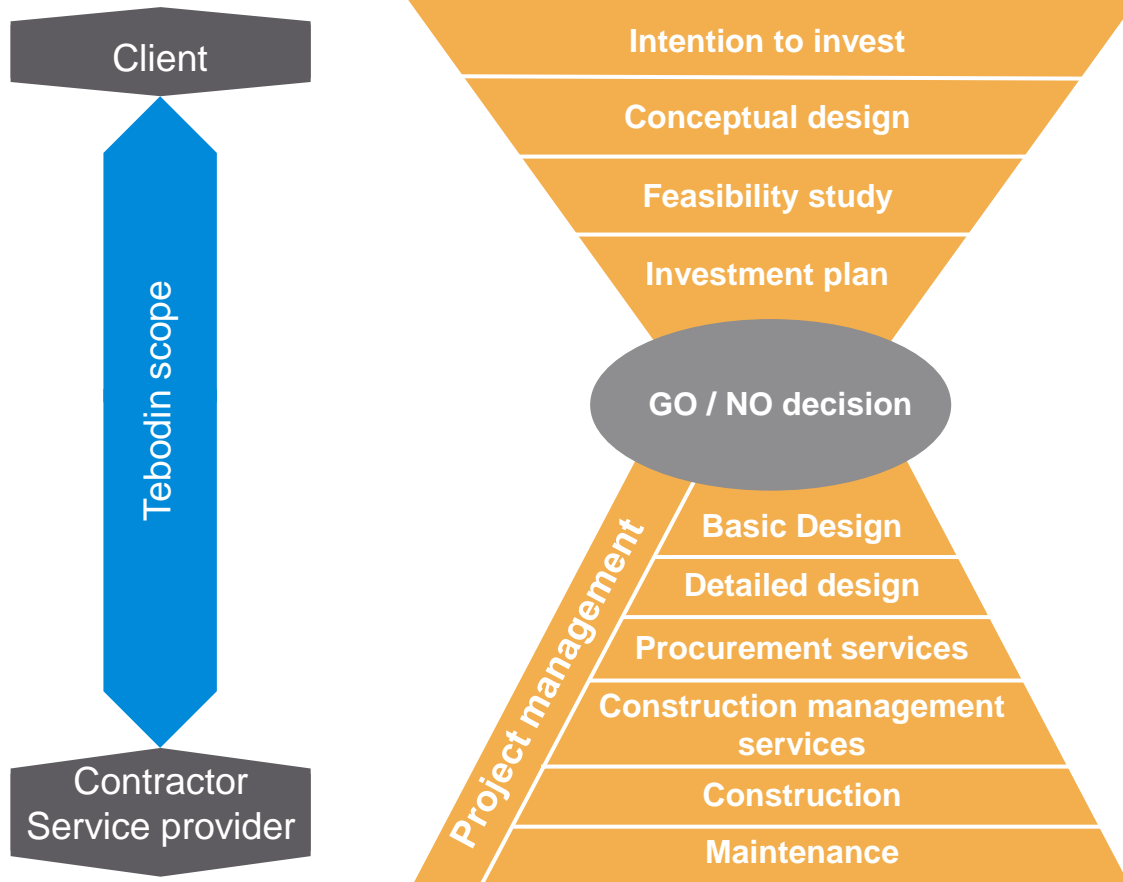 Client
Tebodin scope
Contractor
Service provider
Intention to invest
Conceptual design
Feasibility study
Investment plan
GO / NO decision
Project management
Basic Design
Detailed design
Procurement services
Construction management
services
Construction
Maintenance